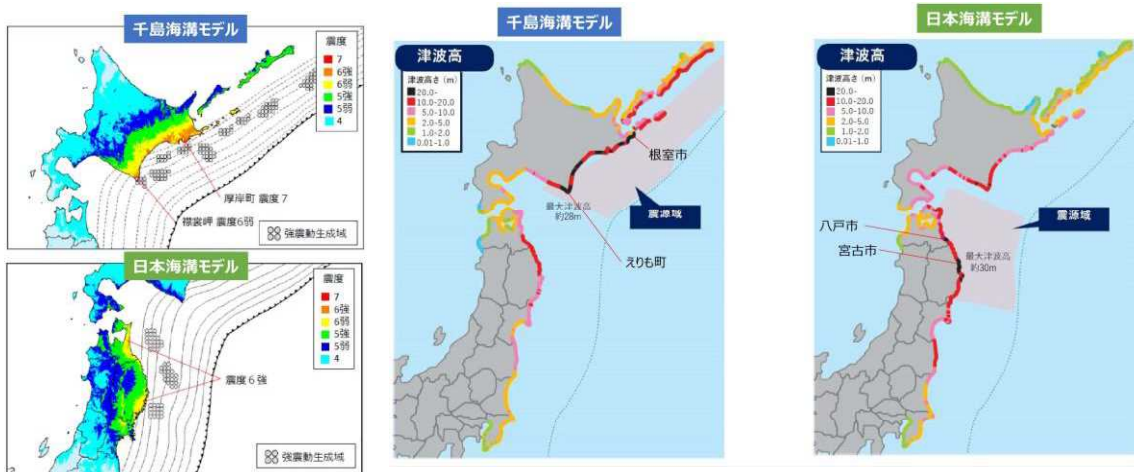 千島海溝モデル
震度
7
6強
6弱
5強
5弱
4
厚岸町 震度7
襟裳岬 震度6弱
強震動生成域
日本海溝モデル
震度
7
6強
6弱
5強
5弱
4
震度6強
強震動生成域
千島海溝モデル
津波高
津波高さ(m)
20.0-
10.0-20.0
5.0-10.0
2.0-5.0
1.0-2.0
0.01-1.0
根室市
最大津波高
約28m
震源域
えりも町
日本海溝モデル
津波高
津波高さ(m)
20.0-
10.0-20.0
5.0-10.0
2.0-5.0
1.0-2.0
0.01-1.0
八戸市
宮古市
震源域
最大津波高
約30m